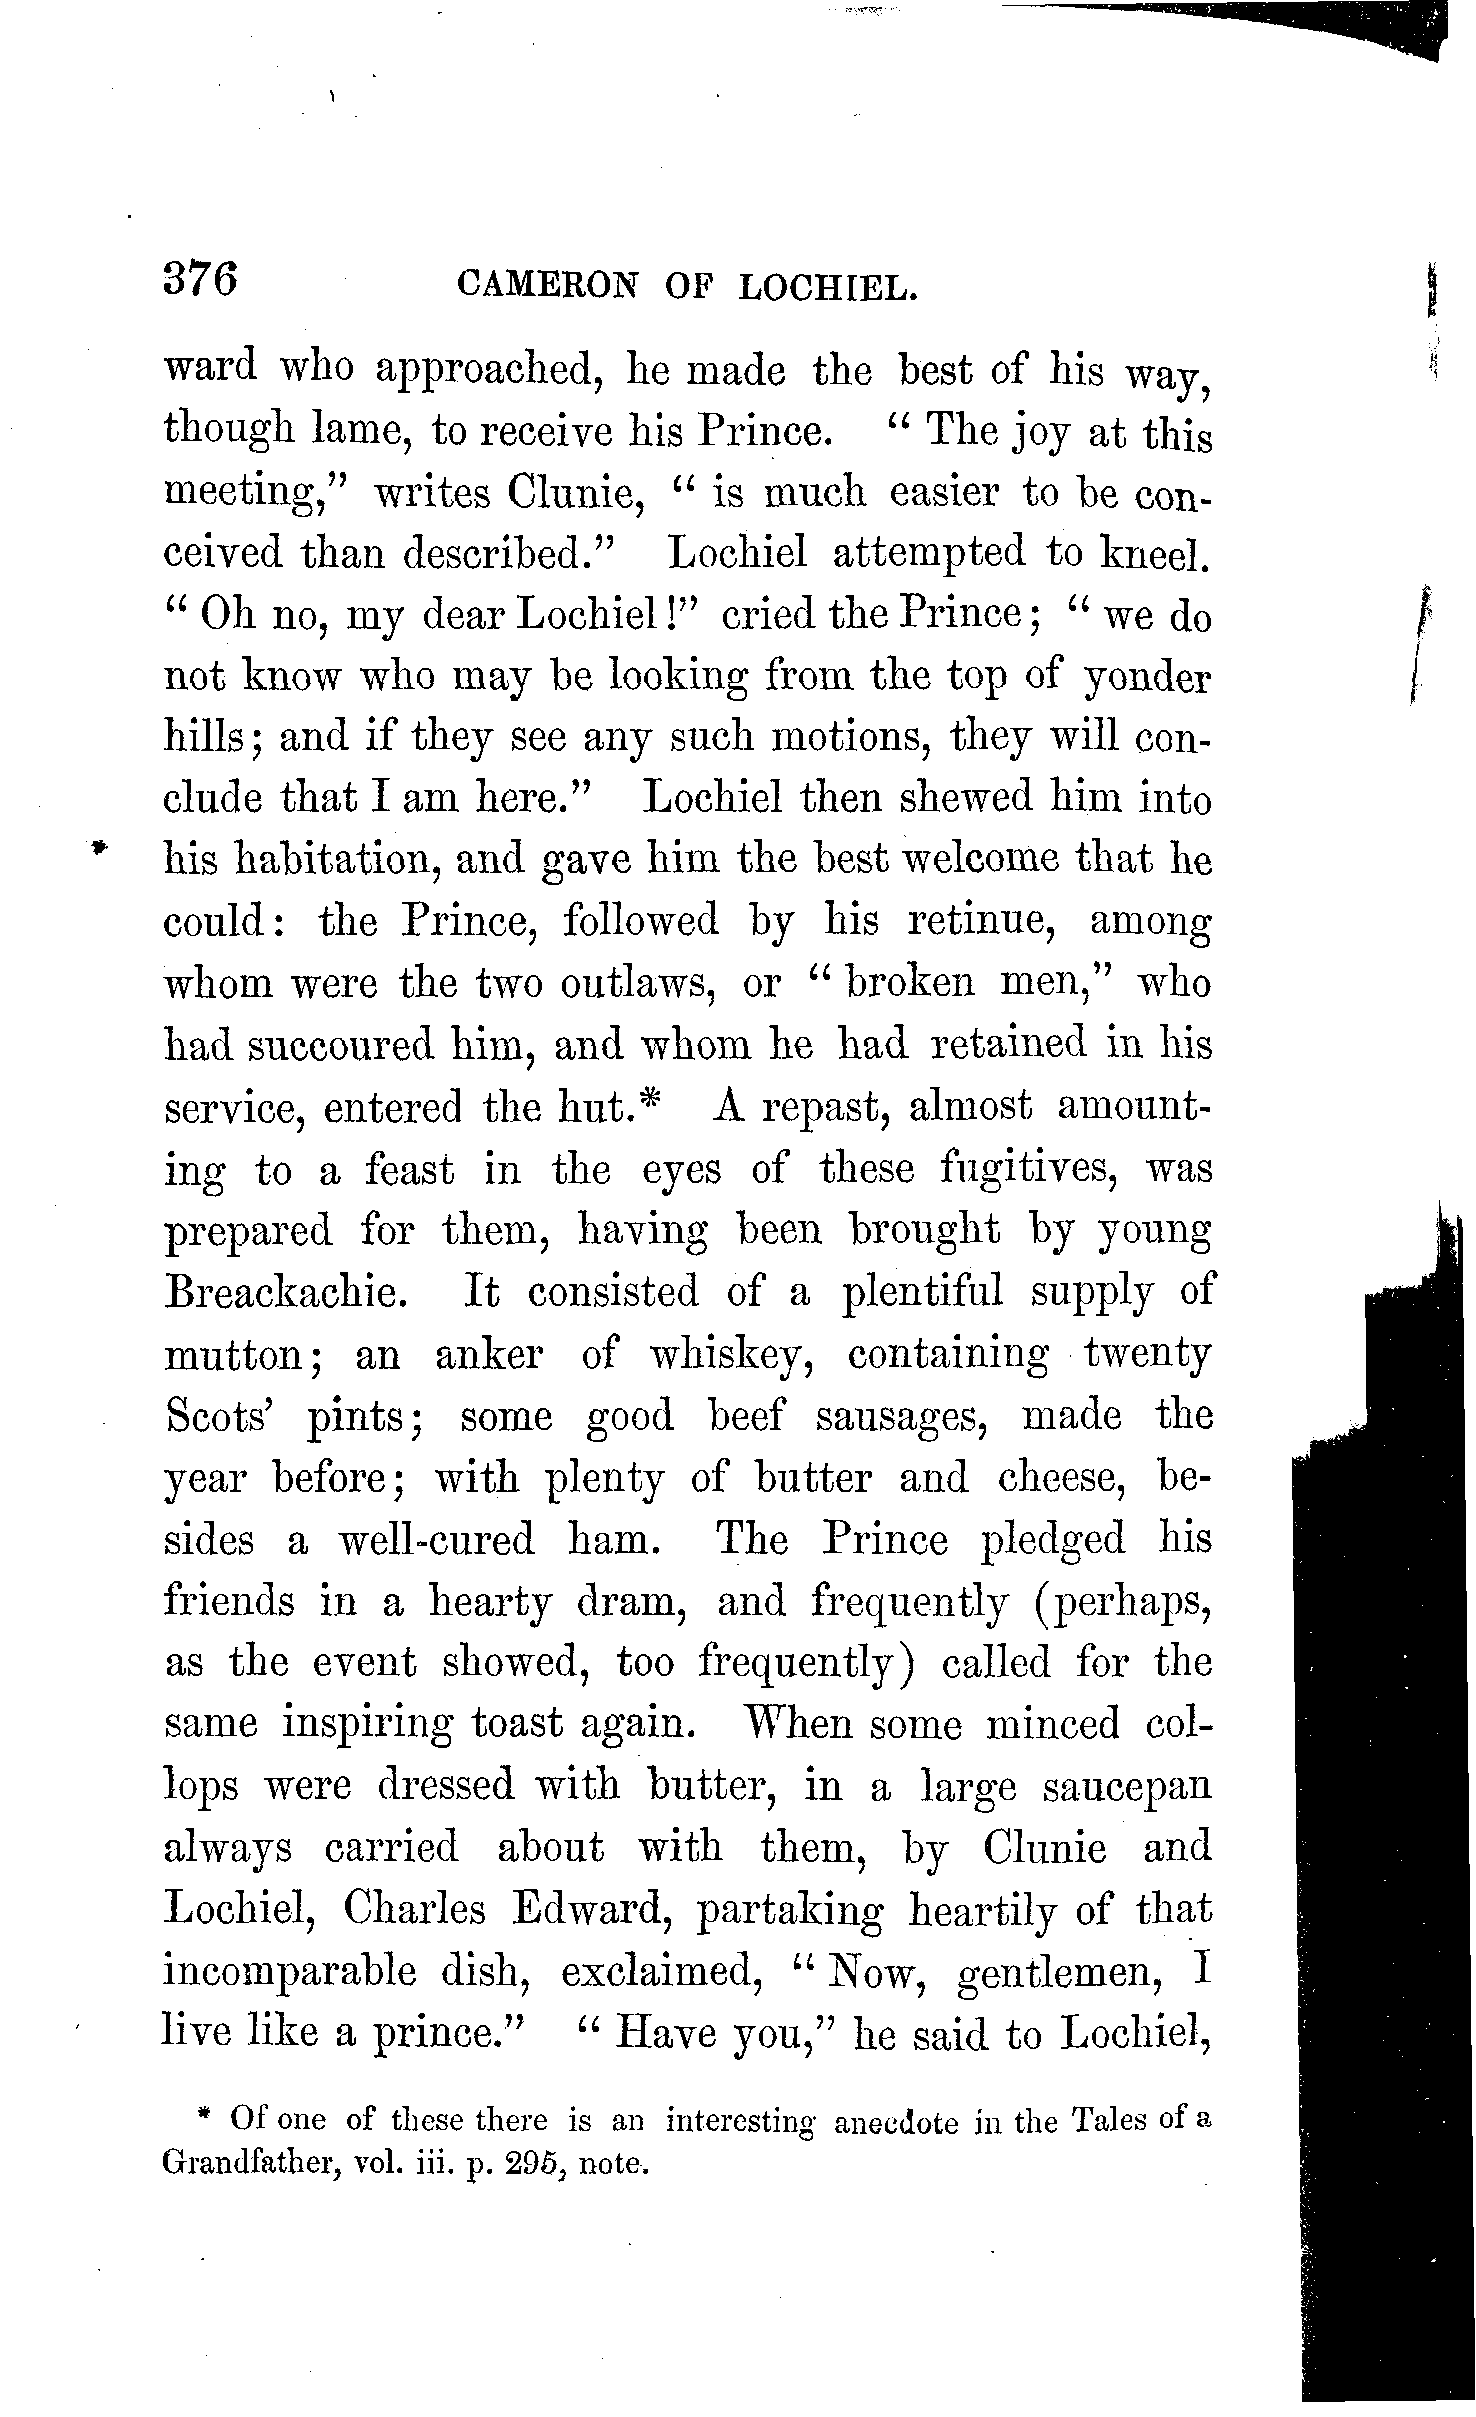 376 CAMERON OF LOCHIEL.
ward who approached, he made the best of his way,
though lame, to receive his Prince. “ The joy at this
meeting,” writes Clunie, “ is much easier to be con-
ceived than described.” Lochiel attempted to kneel.
“ Oh no, my dear Lochiel !” cried the Prince; “ we do
not know who may be looking from the top of yonder
hills; and if they see any such motions, they will con-
clude that I am here.” Lochiel then shewed him into
his habitation, and gave him the best welcome that he
could: the Prince, followed by his retinue, among
whom were the two outlaws, or “ broken men,” who
had succoured him, and whom he had retained in his
service, entered the hut.* A repast, almost amount-
ing to a feast in the eyes of these fugitives, was
prepared for them, having been brought by young
Breackachie. It consisted of a plentiful supply of
mutton; an anker of whiskey, containing twenty
Scots’ pints; some good beef sausages, made the
year before; with plenty of butter and cheese, be-
sides a well-cured ham. The Prince pledged his
friends in a hearty dram, and frequently (perhaps,
as the event showed, too frequently) called for the
same inspiring toast again. When some minced col-
lops were dressed with butter, in a large saucepan
always carried about with them, by Clunie and
Lochiel, Charles Edward, partaking heartily of that
incomparable dish, exclaimed, “ Now, gentlemen, I
live like a prince.” “ Have you,” he said to Lochiel,
* Of one of these there is an interesting anecdote in the Tales of a
Grandfather, vol. iii. p. 295, note.